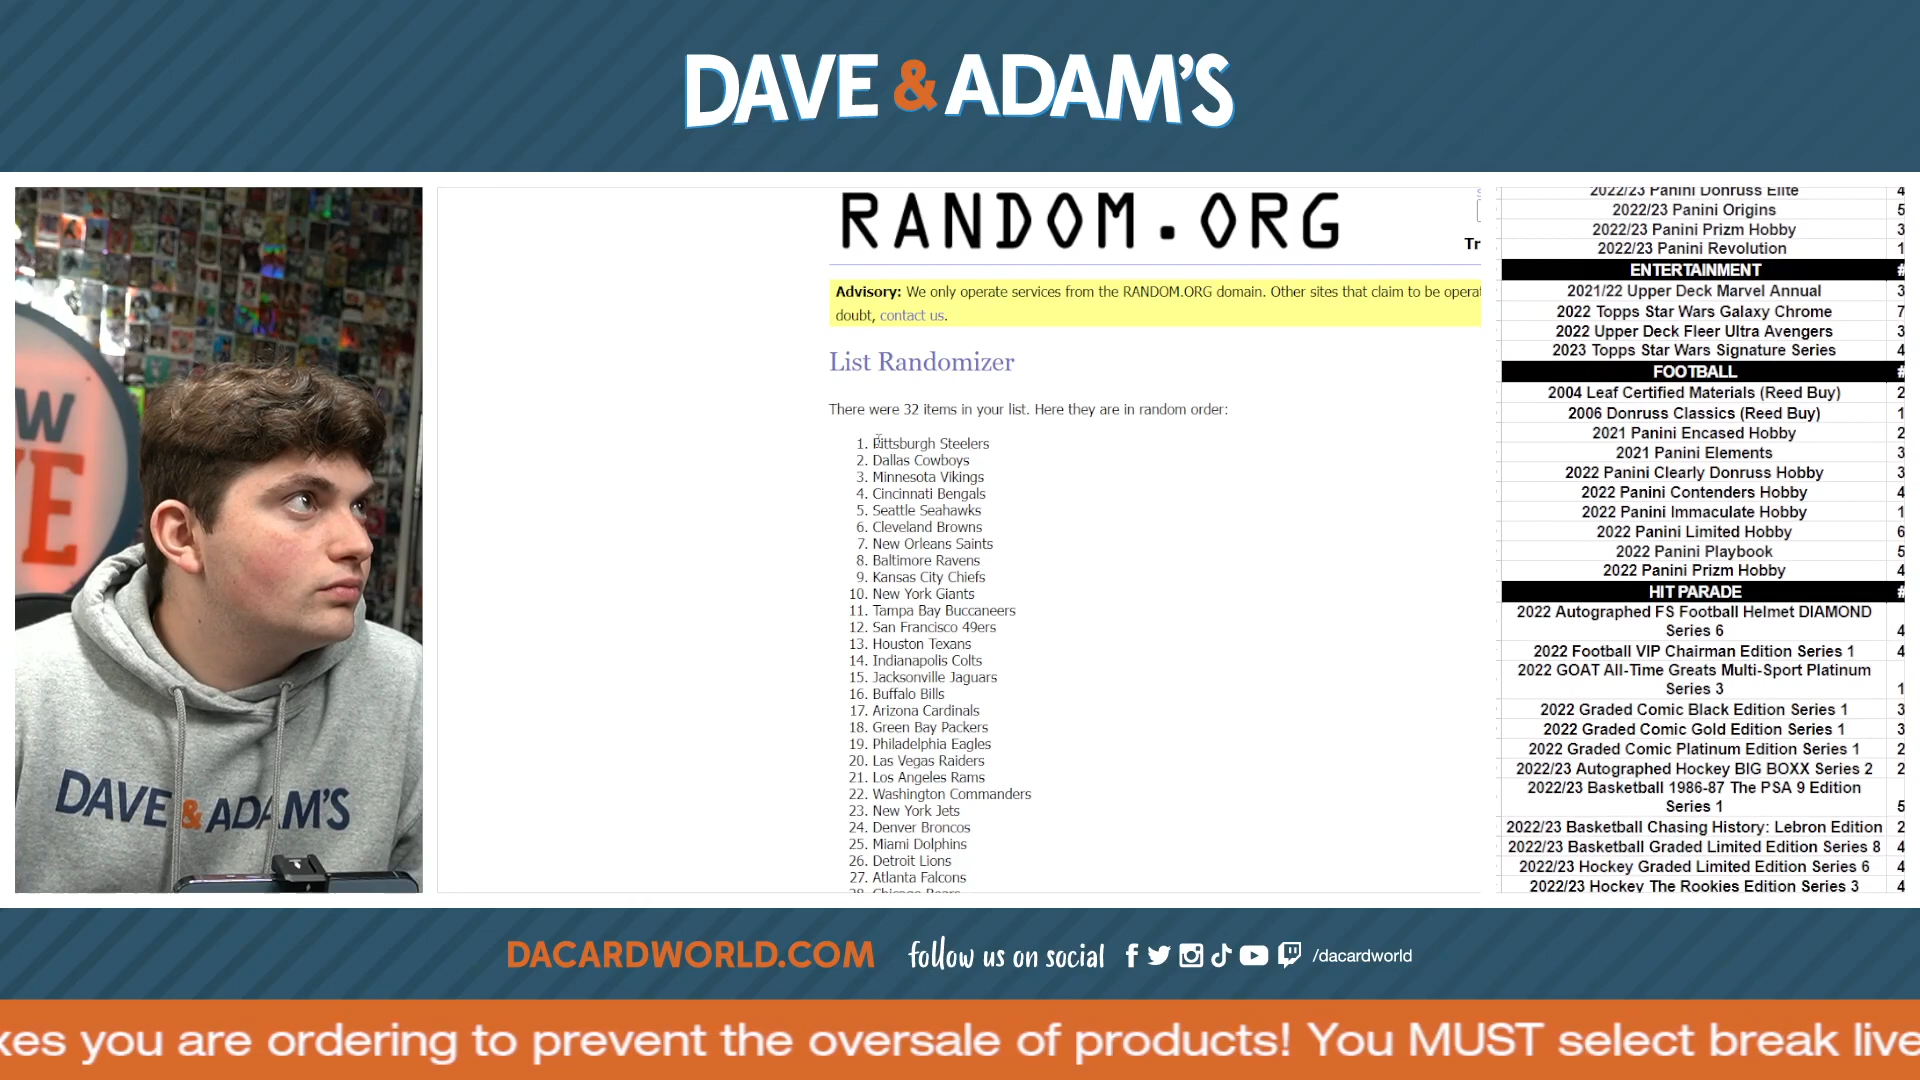 DAVE & ADAM'S
RANDOM.ORG
Tr
Advisory: We only operate services from the RANDOM.ORG domain. Other sites that claim to be operat
doubt, contact us.
List Randomizer
There were 32 items in your list. Here they are in random order:
1. Pittsburgh Steelers
2. Dallas Cowboys
3. Minnesota Vikings
4. Cincinnati Bengals
5. Seattle Seahawks
6. Cleveland Browns
7. New Orleans Saints
8. Baltimore Ravens
9. Kansas City Chiefs
10. New York Giants
11. Tampa Bay Buccaneers
12. San Francisco 49ers
13. Houston Texans
14. Indianapolis Colts
15. Jacksonville Jaguars
16. Buffalo Bills
17. Arizona Cardinals
18. Green Bay Packers
19. Philadelphia Eagles
20. Las Vegas Raiders
21. Los Angeles Rams
22. Washington Commanders
23. New York Jets
24. Denver Broncos
25. Miami Dolphins
26. Detroit Lions
27. Atlanta Falcons
28. Chicago Bears
2022/23 Panini Donruss Elite 4
2022/23 Panini Origins 5
2022/23 Panini Prizm Hobby 3
2022/23 Panini Revolution 1
ENTERTAINMENT #
2021/22 Upper Deck Marvel Annual 3
2022 Topps Star Wars Galaxy Chrome 7
2022 Upper Deck Fleer Ultra Avengers 3
2023 Topps Star Wars Signature Series 4
FOOTBALL #
2004 Leaf Certified Materials (Reed Buy) 2
2006 Donruss Classics (Reed Buy) 1
2021 Panini Encased Hobby 2
2021 Panini Elements 3
2022 Panini Clearly Donruss Hobby 3
2022 Panini Contenders Hobby 4
2022 Panini Immaculate Hobby 1
2022 Panini Limited Hobby 6
2022 Panini Playbook 5
2022 Panini Prizm Hobby 4
HIT PARADE #
2022 Autographed FS Football Helmet DIAMOND
Series 6 4
2022 Football VIP Chairman Edition Series 1 4
2022 GOAT All-Time Greats Multi-Sport Platinum
Series 3 1
2022 Graded Comic Black Edition Series 1 3
2022 Graded Comic Gold Edition Series 1 3
2022 Graded Comic Platinum Edition Series 1 2
2022/23 Autographed Hockey BIG BOXX Series 2 2
2022/23 Basketball 1986-87 The PSA 9 Edition
Series 1 5
2022/23 Basketball Chasing History: Lebron Edition 2
2022/23 Basketball Graded Limited Edition Series 8 4
2022/23 Hockey Graded Limited Edition Series 6 4
2022/23 Hockey The Rookies Edition Series 3 4
DAVE & ADAM'S
DACARDWORLD.COM follow us on social /dacardworld
xes you are ordering to prevent the oversale of products! You MUST select break live